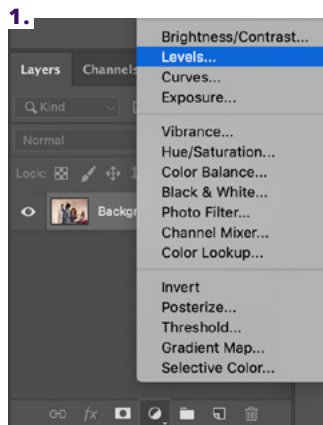 1.
Brightness/Contrast...
Levels...
Curves...
Exposure...
Vibrance...
Hue/Saturation...
Color Balance...
Black & White...
Photo Filter...
Channel Mixer...
Color Lookup...
Invert
Posterize...
Threshold...
Gradient Map...
Selective Color...
Layers Channels
Kind
Normal
Lock:
Backgr
fx